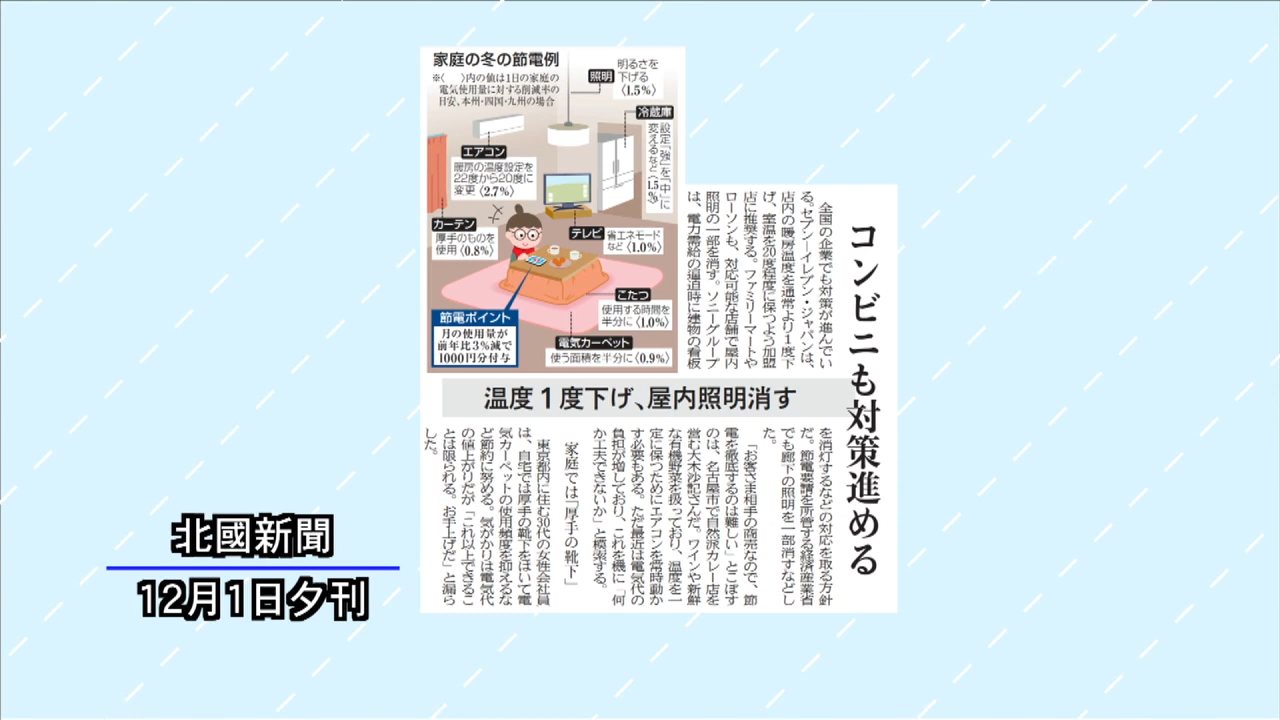 家庭の冬の節電例
※〈　〉内の値は1日の家庭の
電気使用量に対する削減率の
目安、本州・四国・九州の場合
照明
明るさを
下げる
〈1.5%〉
冷蔵庫
設定「強」を「中」に
変えるなど〈1.5%〉
エアコン
暖房の温度設定を
22度から20度に
変更〈2.7%〉
カーテン
厚手のものを
使用〈0.8%〉
テレビ
省エネモード
など〈1.0%〉
こたつ
使用する時間を
半分に〈1.0%〉
節電ポイント
月の使用量が
前年比3%減で
1000円分付与
電気カーペット
使う面積を半分に〈0.9%〉
コンビニも対策進める
温度1度下げ、屋内照明消す
全国の企業でも対策が進んでい
る。セブン―イレブン・ジャパンは、
店内の暖房温度を通常より1度下
げ、室温を20度程度に保つよう加盟
店に推奨する。ファミリーマートや
ローソンも、対応可能な店舗で屋内
照明の一部を消す。ソニーグループ
は、電力需給の逼迫時に建物の看板
を消灯するなどの対応を取る方針
だ。節電要請を所管する経済産業省
でも廊下の照明を一部消すなどし
た。
「お客さま相手の商売なので、節
電を徹底するのは難しい」とこぼす
のは、名古屋市で自然派カレー店を
営む大木沙記さんだ。ワインや新鮮
な有機野菜を扱っており、温度を一
定に保つためにエアコンを常時動か
す必要もある。ただ最近は電気代の
負担が増しており、これを機に「何
か工夫できないか」と模索する。
家庭では「厚手の靴下」
東京都内に住む30代の女性会社員
は、自宅では厚手の靴下をはいて電
気カーペットの使用頻度を抑えるな
ど節約に努める。気がかりは電気代
の値上がりだが「これ以上できるこ
とは限られる。お手上げだ」と漏ら
した。
北國新聞
12月1日夕刊